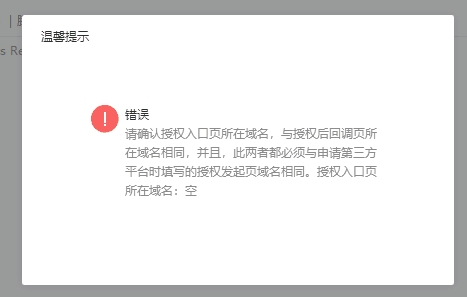 温馨提示
s Re
错误
请确认授权入口页所在域名，与授权后回调页所
在域名相同，并且，此两者都必须与申请第三方
平台时填写的授权发起页域名相同。授权入口页
所在域名：空